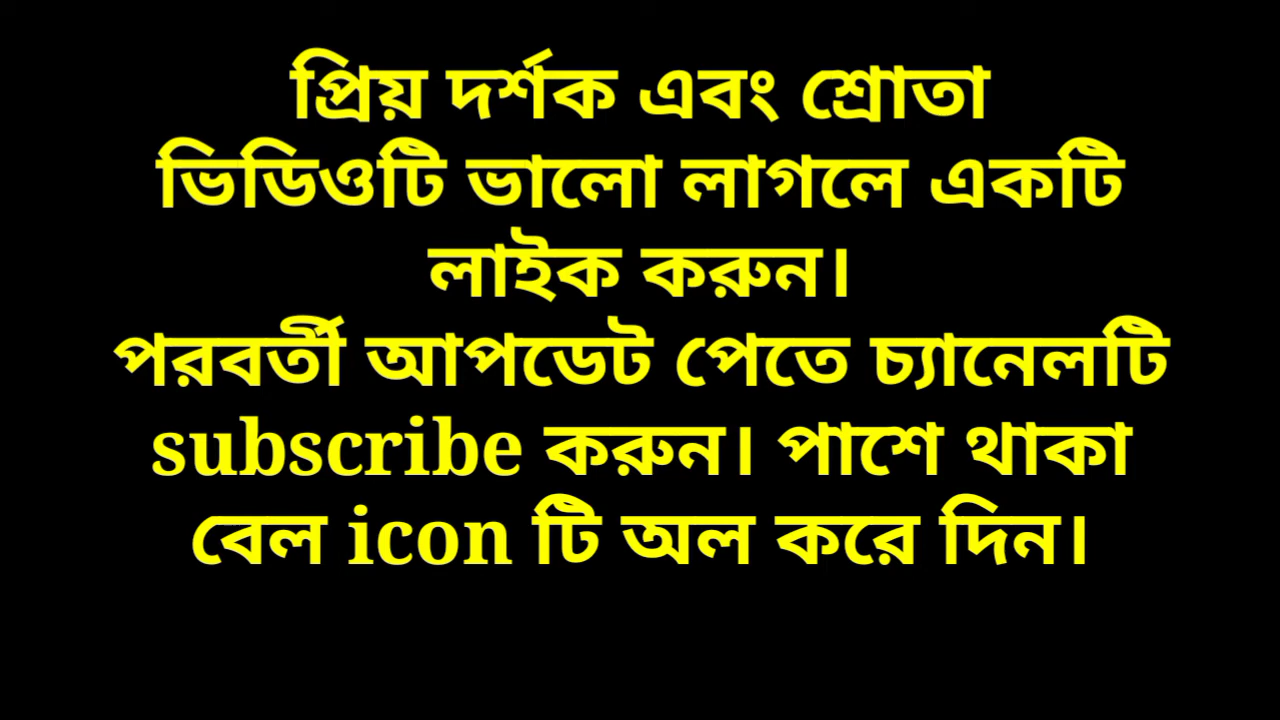 প্রিয় দর্শক এবং শ্রোতা
ভিডিওটি ভালো লাগলে একটি
লাইক করুন।
পরবর্তী আপডেট পেতে চ্যানেলটি
subscribe করুন। পাশে থাকা
বেল icon টি অল করে দিন।